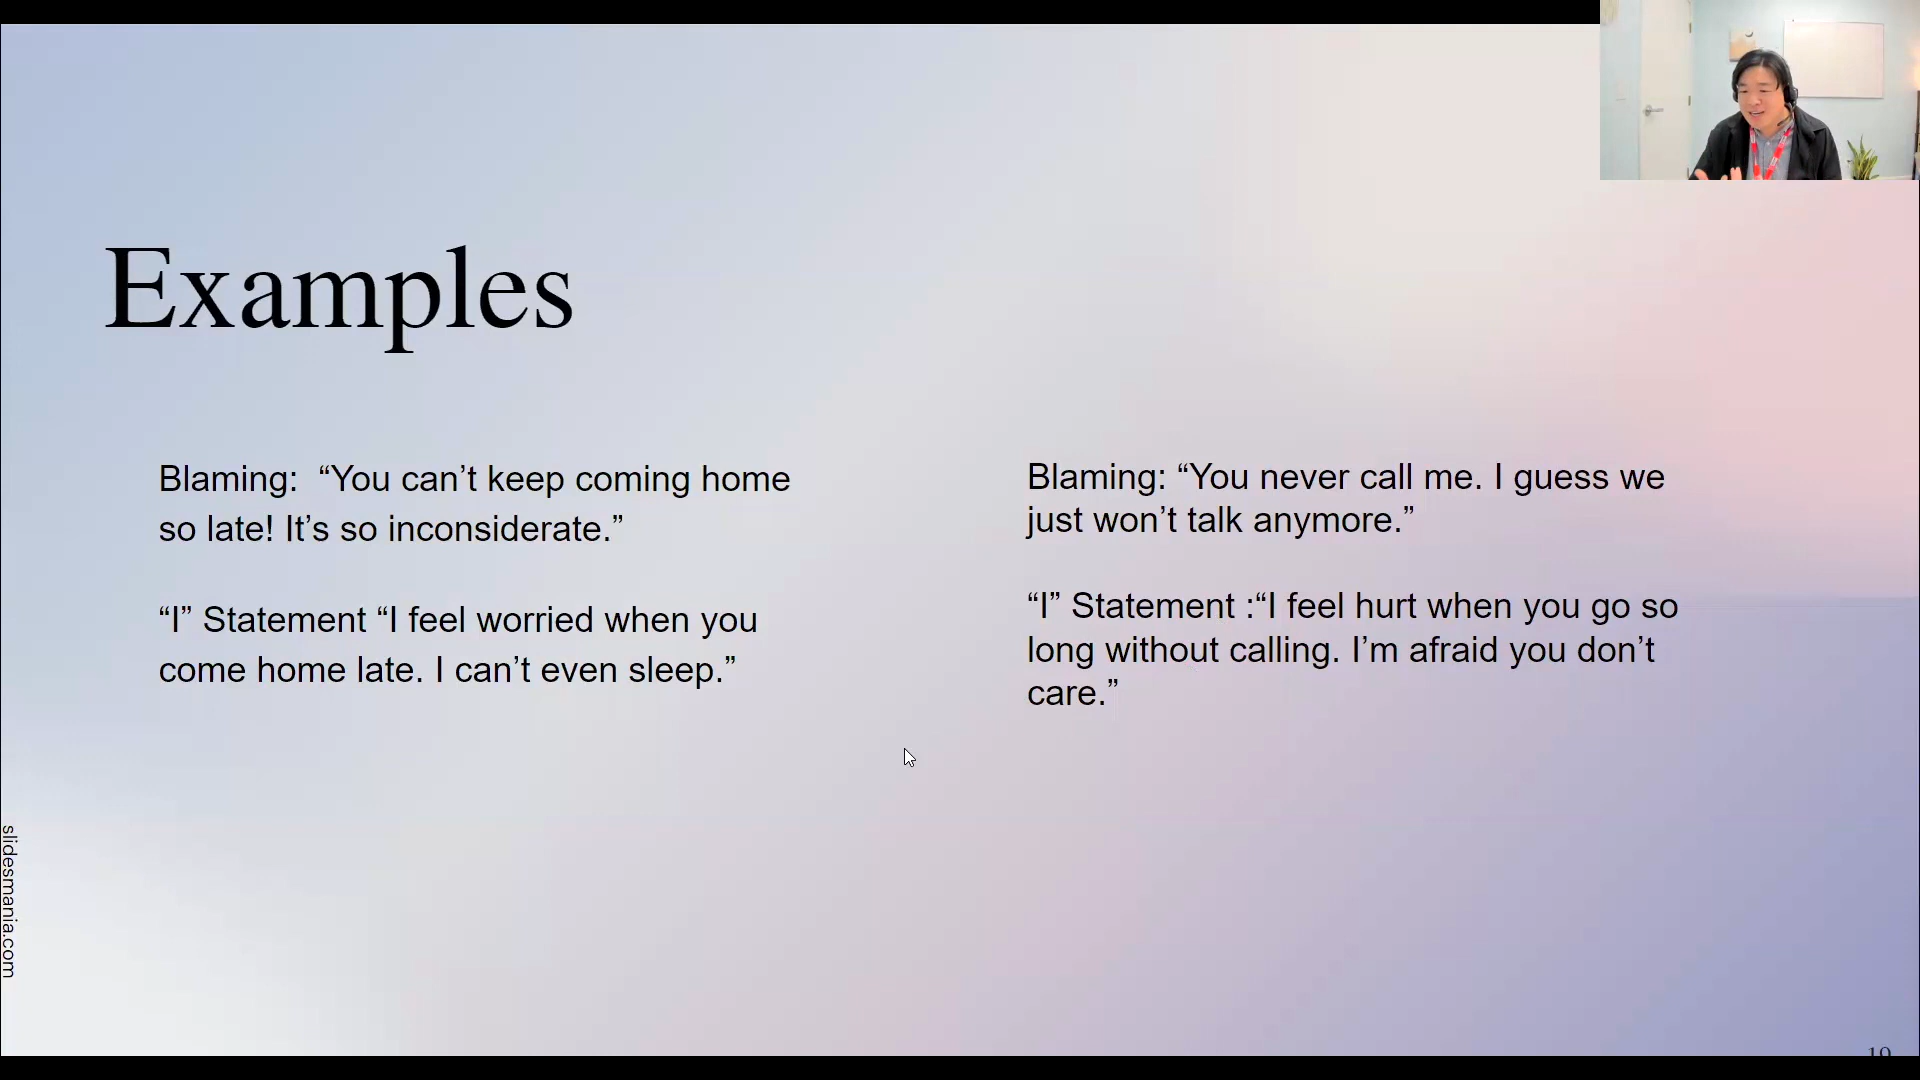 Examples
Blaming:  “You can’t keep coming home
so late! It’s so inconsiderate.”
“I” Statement “I feel worried when you
come home late. I can’t even sleep.”
Blaming: “You never call me. I guess we
just won’t talk anymore.”
“I” Statement :“I feel hurt when you go so
long without calling. I’m afraid you don’t
care.”
slidesmania.com